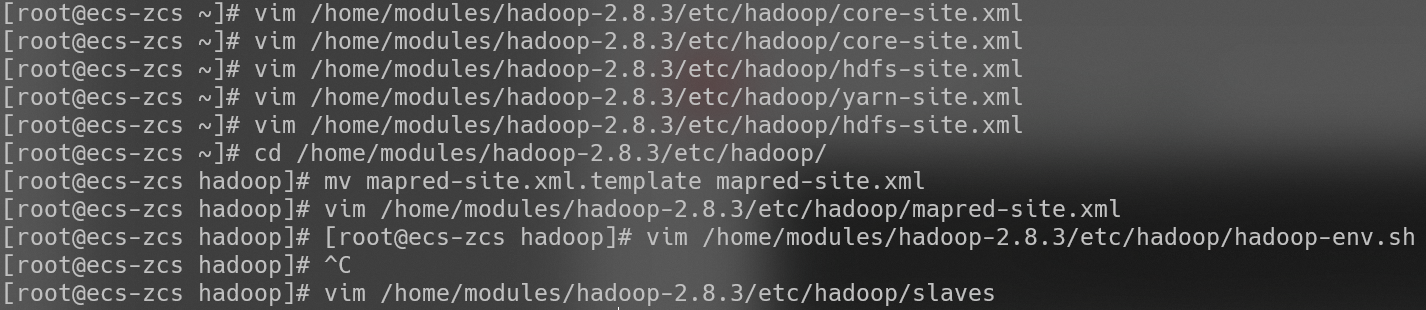 [root@ecs-zcs ~]# vim /home/modules/hadoop-2.8.3/etc/hadoop/core-site.xml
[root@ecs-zcs ~]# vim /home/modules/hadoop-2.8.3/etc/hadoop/core-site.xml
[root@ecs-zcs ~]# vim /home/modules/hadoop-2.8.3/etc/hadoop/hdfs-site.xml
[root@ecs-zcs ~]# vim /home/modules/hadoop-2.8.3/etc/hadoop/yarn-site.xml
[root@ecs-zcs ~]# vim /home/modules/hadoop-2.8.3/etc/hadoop/hdfs-site.xml
[root@ecs-zcs ~]# cd /home/modules/hadoop-2.8.3/etc/hadoop/
[root@ecs-zcs hadoop]# mv mapred-site.xml.template mapred-site.xml
[root@ecs-zcs hadoop]# vim /home/modules/hadoop-2.8.3/etc/hadoop/mapred-site.xml
[root@ecs-zcs hadoop]# [root@ecs-zcs hadoop]# vim /home/modules/hadoop-2.8.3/etc/hadoop/hadoop-env.sh
[root@ecs-zcs hadoop]# ^C
[root@ecs-zcs hadoop]# vim /home/modules/hadoop-2.8.3/etc/hadoop/slaves